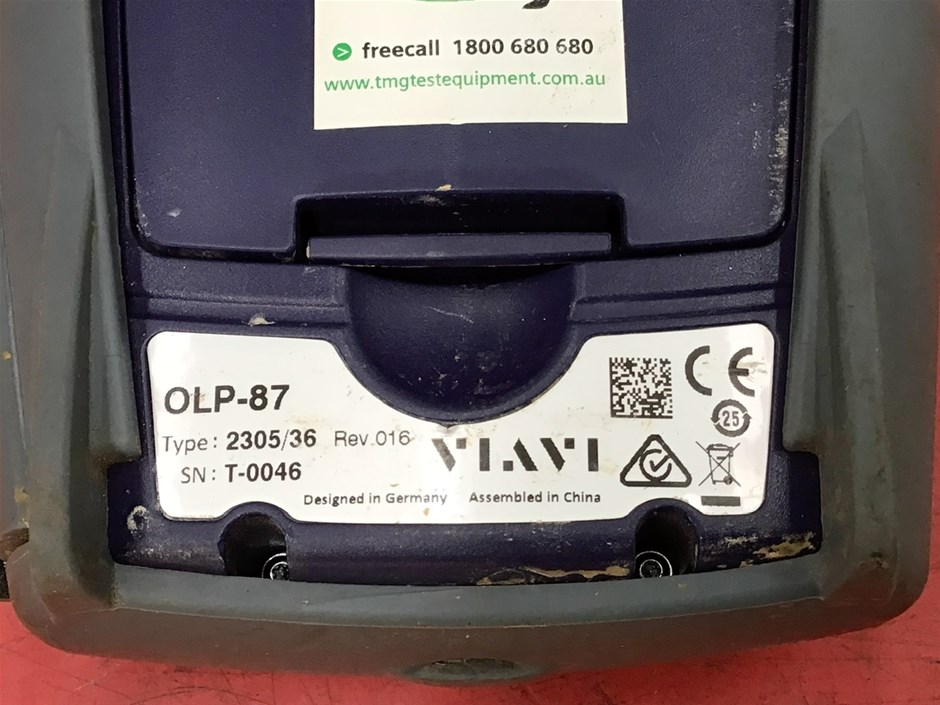 freecall 1800 680 680
www.tmgtestequipment.com.au
OLP-87
Type: 2305/36 Rev.016
SN: T-0046
VIAVI
Designed in Germany Assembled in China
CE
25